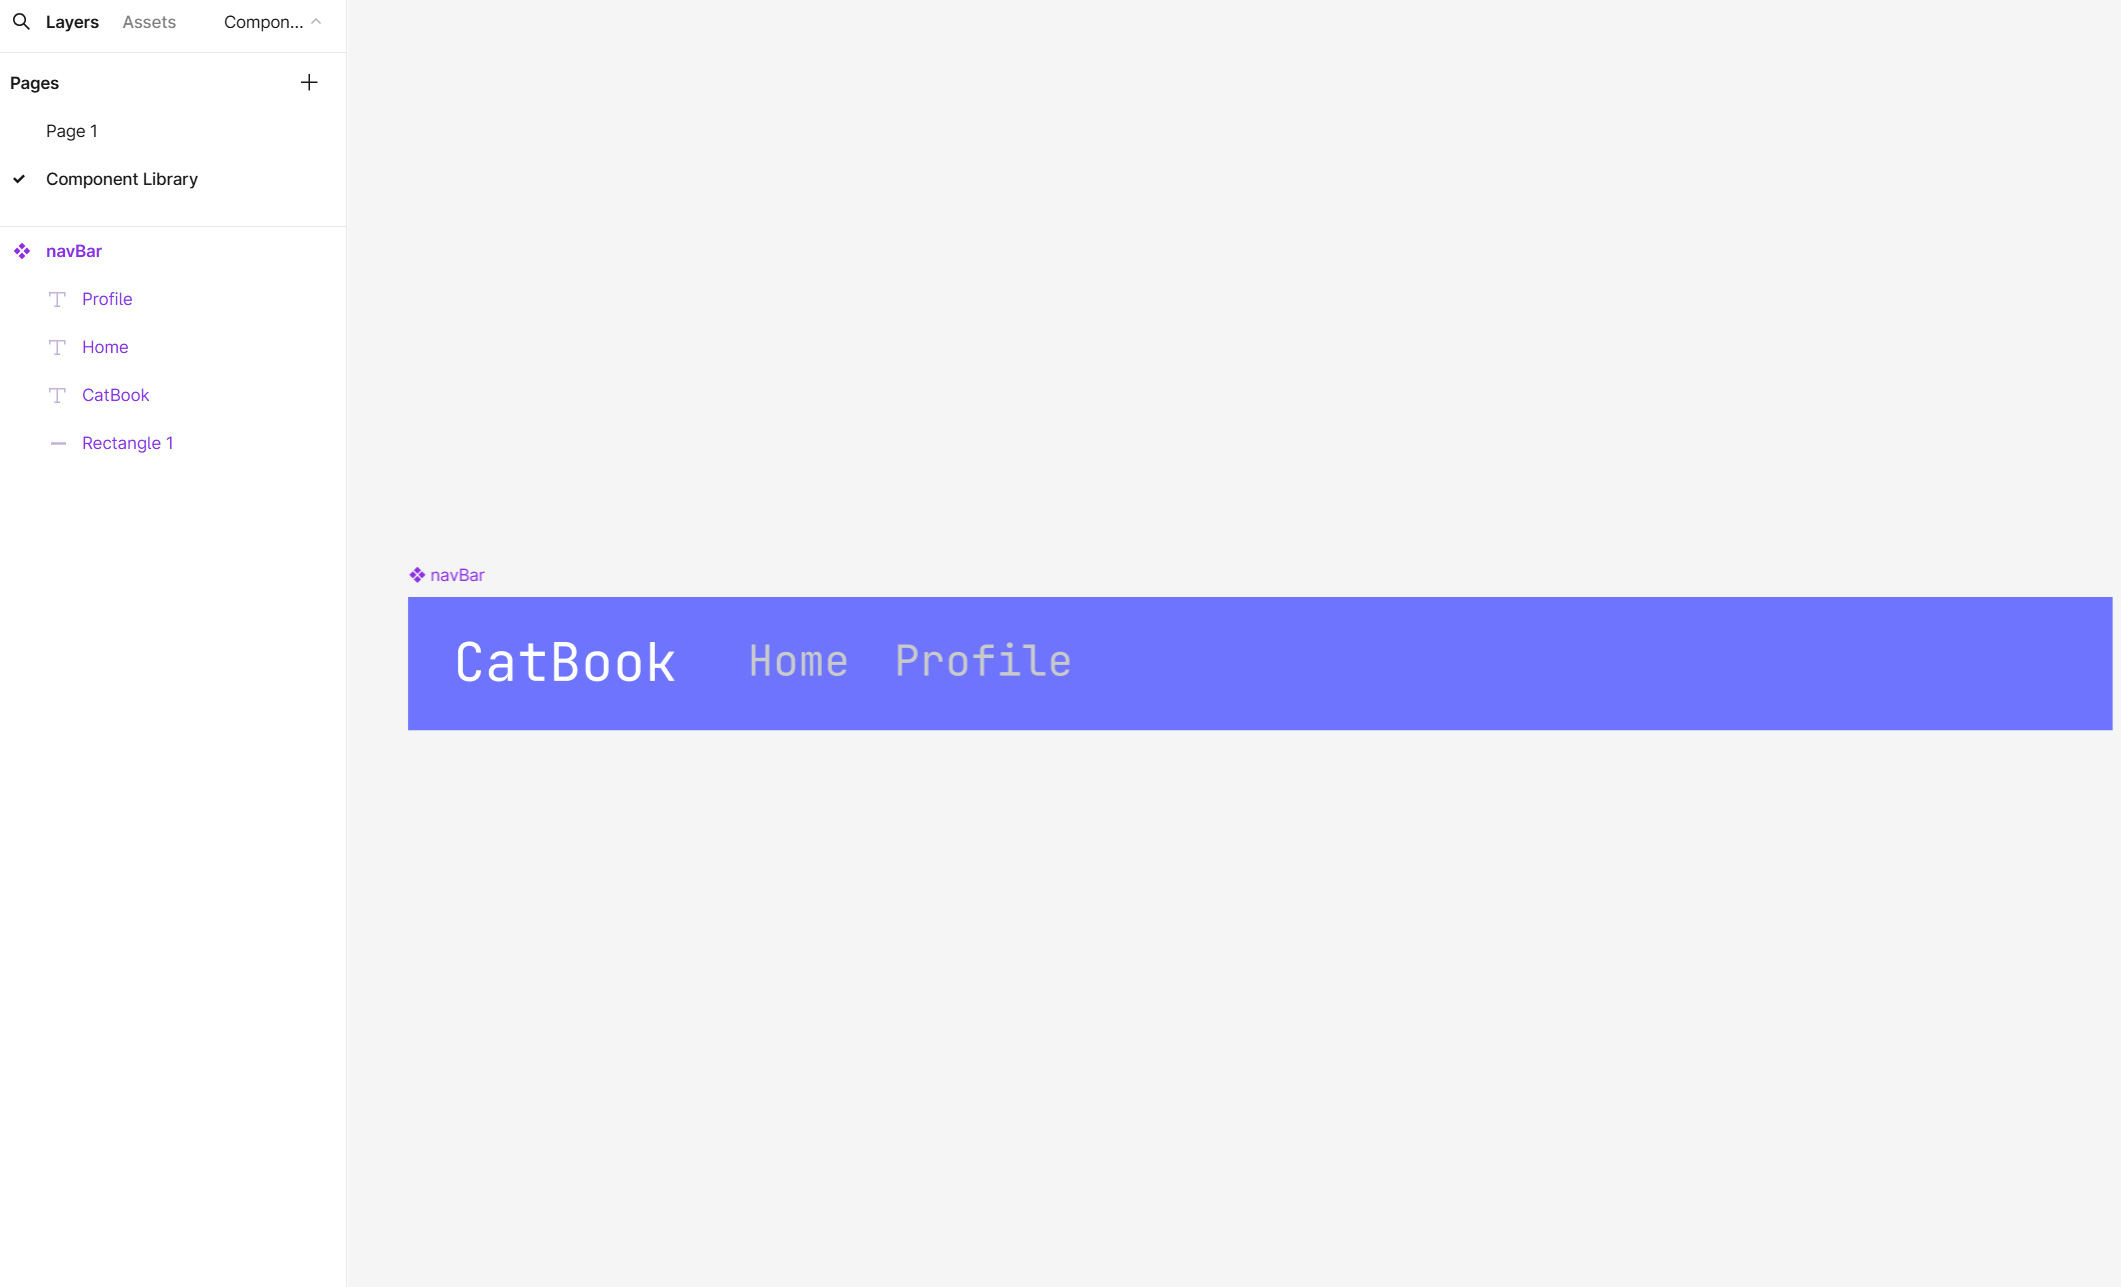 Layers Assets Compon...
Pages
Page 1
Component Library
navBar
Profile
Home
CatBook
Rectangle 1
navBar
CatBook Home Profile